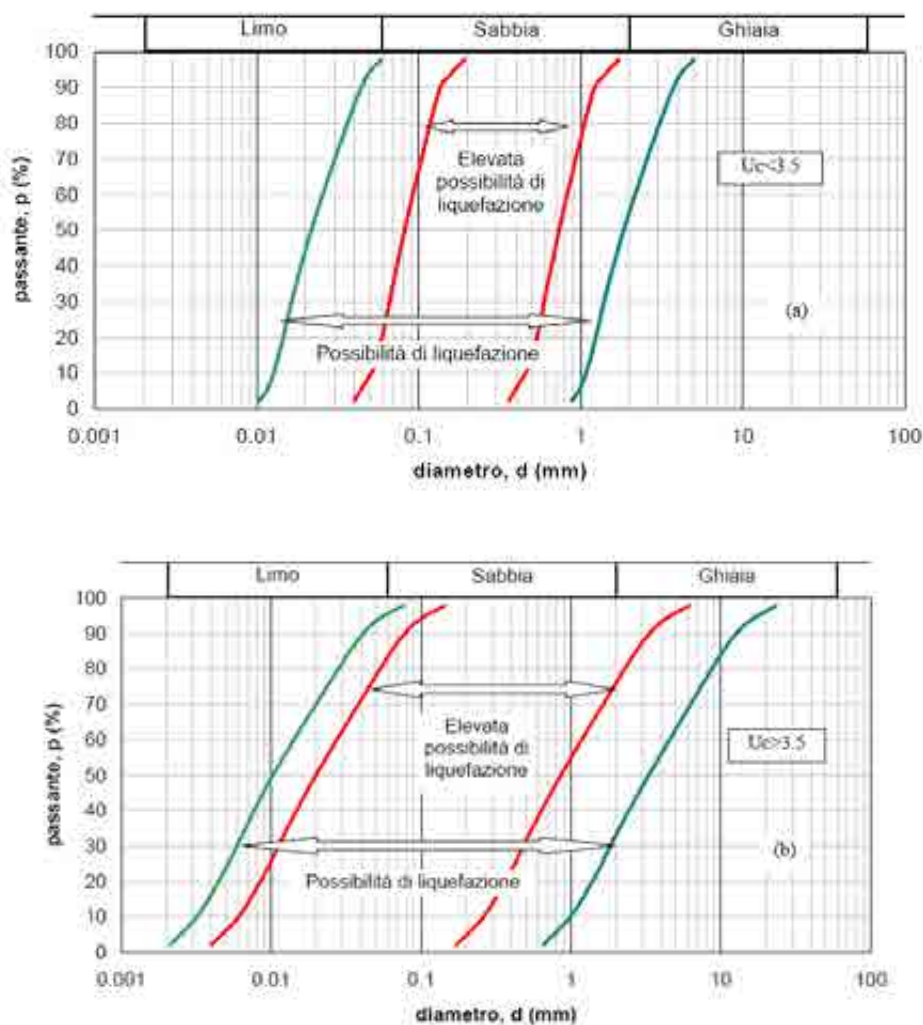 Limo Sabbia Ghiaia
100
90
80
70
60
50
40
30
20
10
0
passante, p (%)
Elevata
possibilità di
liquefazione
Uc<3.5
(a)
Possibilità di liquefazione
0.001 0.01 0.1 1 10 100
diametro, d (mm)
Limo Sabbia Ghiaia
100
90
80
70
60
50
40
30
20
10
0
passante, p (%)
Elevata
possibilità di
liquefazione
Uc>3.5
(b)
Possibilità di liquefazione
0.001 0.01 0.1 1 10 100
diametro, d (mm)